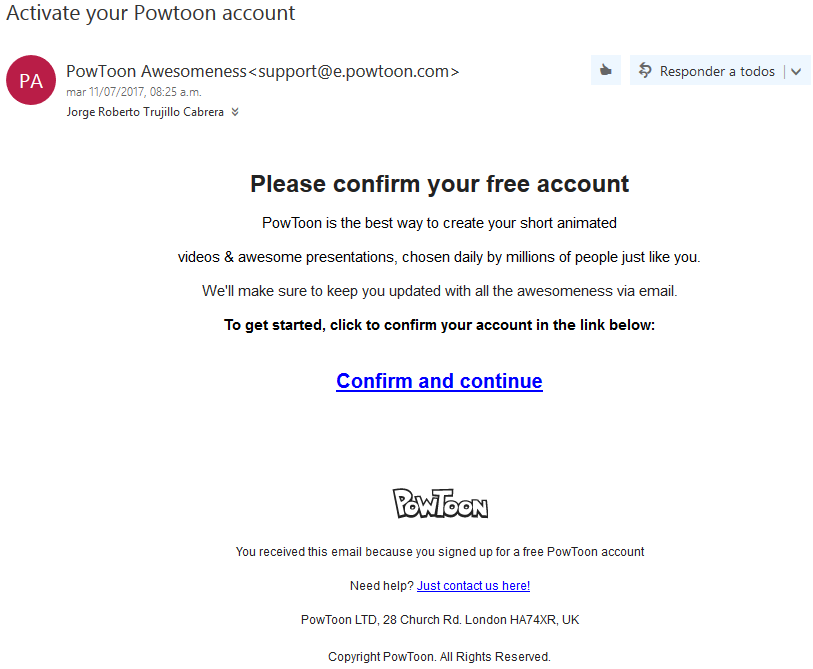 Activate your Powtoon account
PA
PowToon Awesomeness<support@e.powtoon.com>
Responder a todos
mar 11/07/2017, 08:25 a.m.
Jorge Roberto Trujillo Cabrera
Please confirm your free account
PowToon is the best way to create your short animated
videos & awesome presentations, chosen daily by millions of people just like you.
We'll make sure to keep you updated with all the awesomeness via email.
To get started, click to confirm your account in the link below:
Confirm and continue
PowToon
You received this email because you signed up for a free PowToon account
Need help? Just contact us here!
PowToon LTD, 28 Church Rd. London HA74XR, UK
Copyright PowToon. All Rights Reserved.